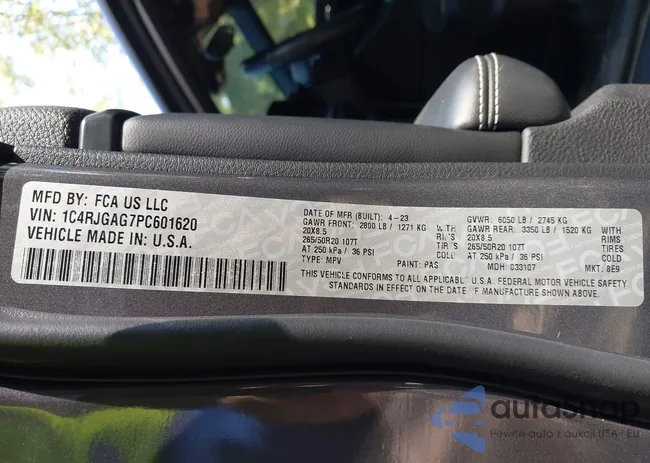 MFD BY: FCA US LLC
VIN: 1C4RJGAG7PC601620
VEHICLE MADE IN: U.S.A.
DATE OF MFR (BUILT): 4-23
GVWR: 6050 LB / 2745 KG
GAWR FRONT: 2800 LB / 1271 KG
W/
GAWR REAR: 3350 LB / 1520 KG
W/
20X8.5
RIMS
20X8.5
RIMS
265/50R20 107T
TIRES
265/50R20 107T
TIRES
AT 250 kPa / 36 PSI
COLD
AT 250 kPa / 36 PSI
COLD
TYPE: MPV
PAINT: PAS
MDH: 033107
MKT: 8E9
THIS VEHICLE CONFORMS TO ALL APPLICABLE U.S.A. FEDERAL MOTOR VEHICLE SAFETY
STANDARDS IN EFFECT ON THE DATE OF MANUFACTURE SHOWN ABOVE.
autoSnap
Pewne auto z aukcji USA i EU